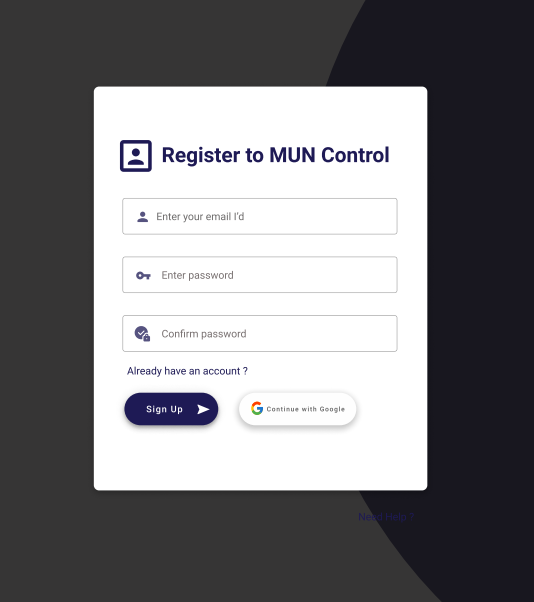 Register to MUN Control
Enter your email I'd
Enter password
Confirm password
Already have an account ?
Sign Up
Continue with Google
Need Help ?